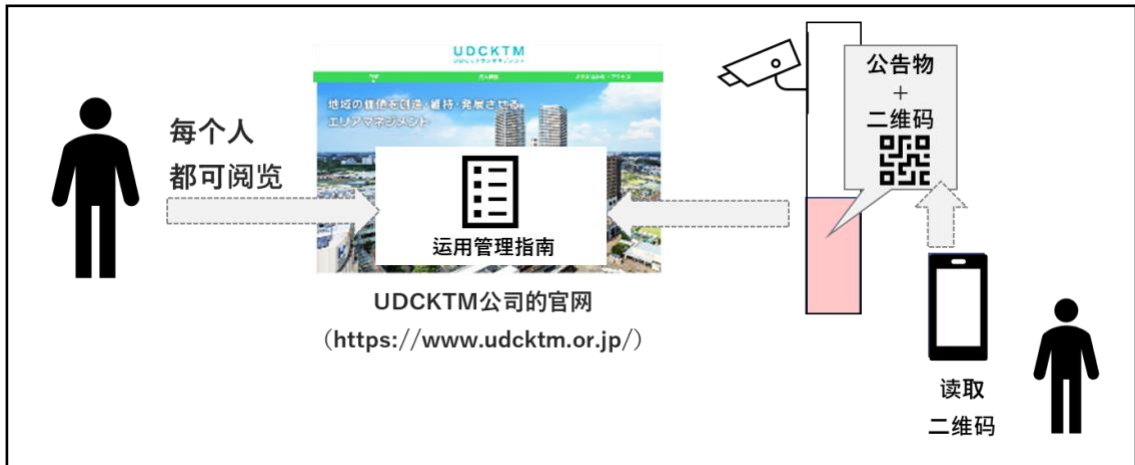 每个人
都可阅览
UDCKTM
地域の価値を創造・維持・発展させる。
エリアマネジメント
运用管理指南
UDCKTM公司的官网
（https://www.udcktm.or.jp/）
公告物
+
二维码
读取
二维码